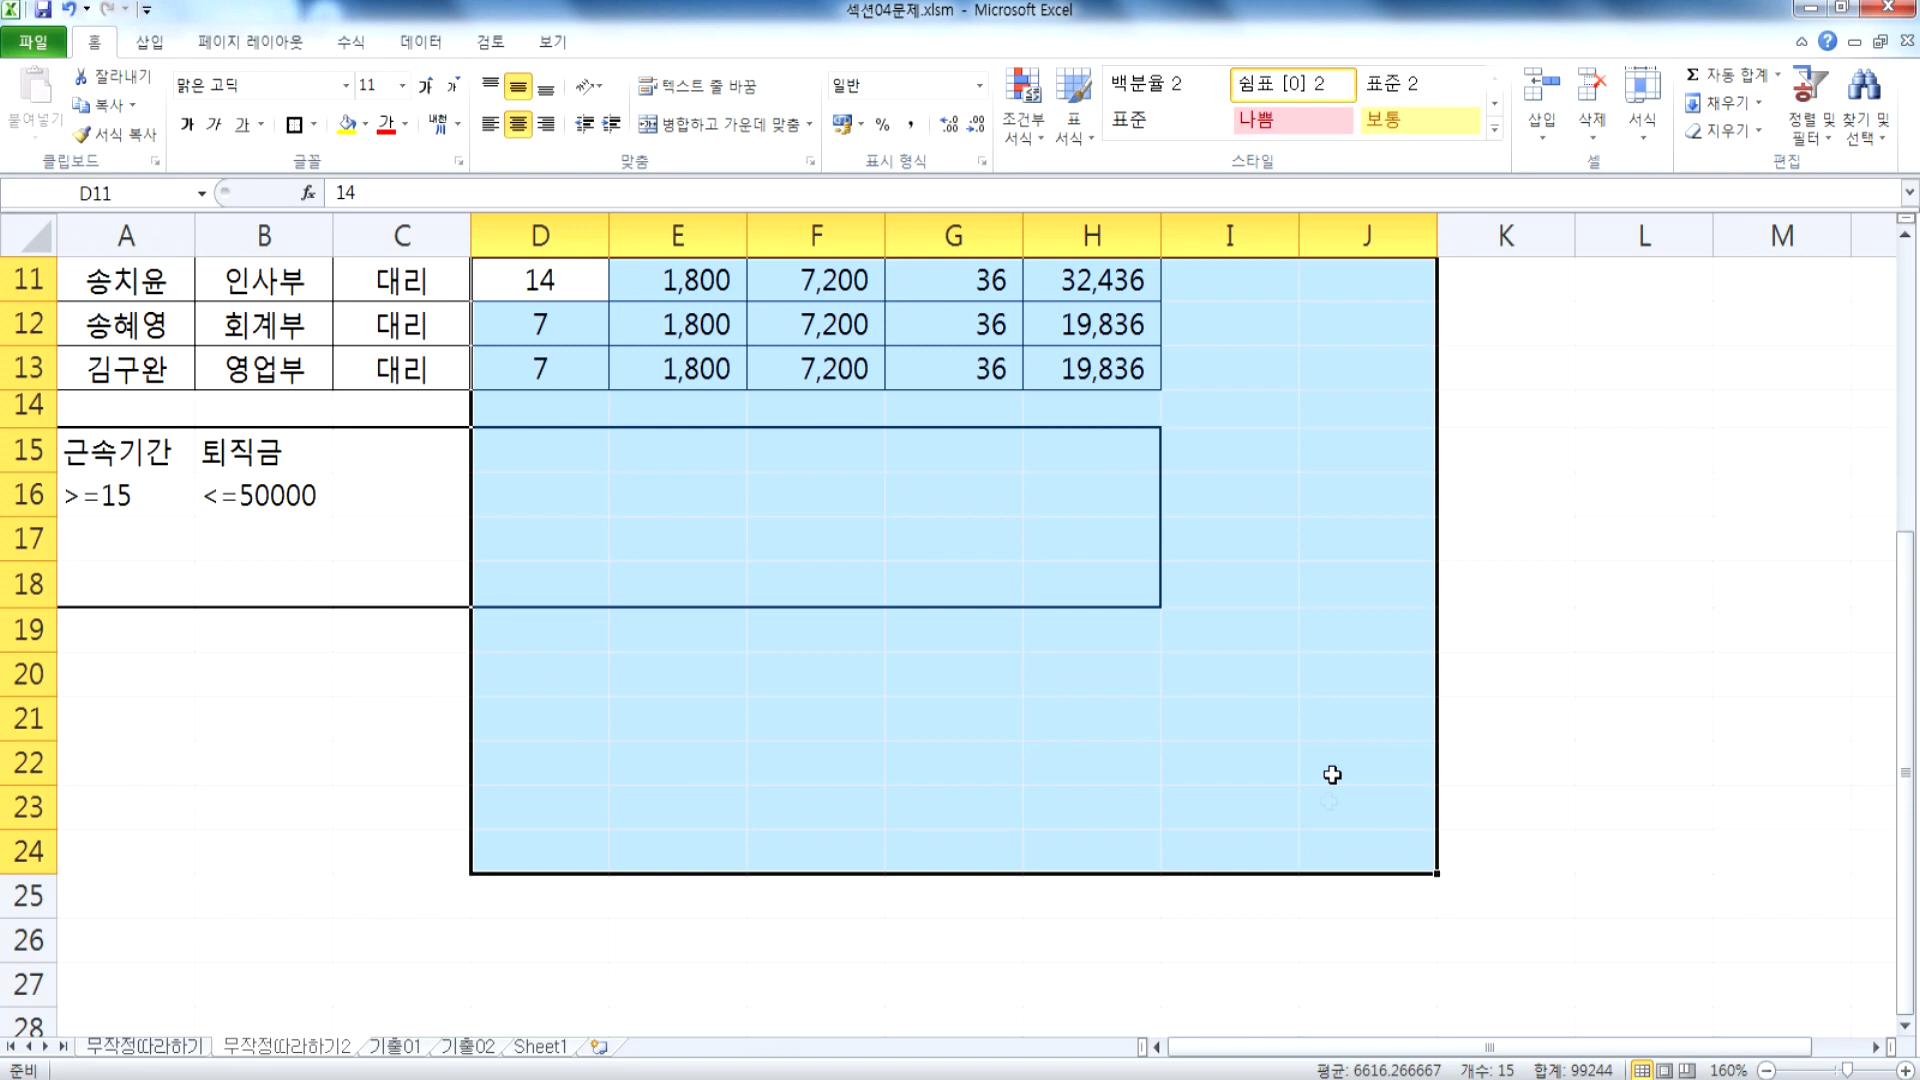 섹션04문제.xlsm - Microsoft Excel
파일 홈 삽입 페이지 레이아웃 수식 데이터 검토 보기
붙여넣기 잘라내기 복사 서식 복사 클립보드
맑은 고딕 11 가 가 가 가 가 가 내천 글꼴
텍스트 줄 바꿈 병합하고 가운데 맞춤 맞춤
일반 % , .00 .00 표시 형식
조건부 서식 표 서식
백분율 2 쉼표 [0] 2 표준 2
표준 나쁨 보통
스타일
삽입 삭제 서식 셀
Σ 자동 합계 채우기 지우기 정렬 및 필터 찾기 및 선택 편집
D11 fx 14
A B C D E F G H I J K L M
11 송치윤 인사부 대리 14 1,800 7,200 36 32,436
12 송혜영 회계부 대리 7 1,800 7,200 36 19,836
13 김구완 영업부 대리 7 1,800 7,200 36 19,836
14
15 근속기간 퇴직금
16 >=15 <=50000
17
18
19
20
21
22
23
24
25
26
27
28
무작정따라하기 무작정따라하기2 기출01 기출02 Sheet1
준비 평균: 6616.266667 개수: 15 합계: 99244 160%